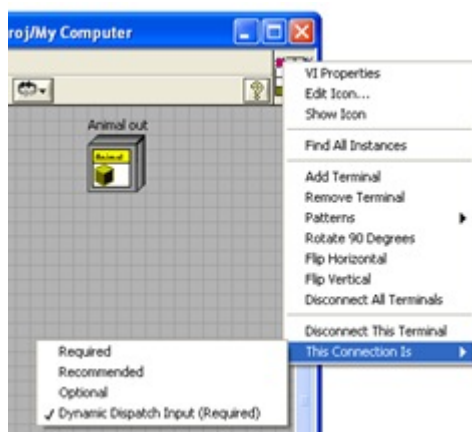 roj/My Computer
VI Properties
Edit Icon...
Show Icon
Find All Instances
Add Terminal
Remove Terminal
Patterns
Rotate 90 Degrees
Flip Horizontal
Flip Vertical
Disconnect All Terminals
Disconnect This Terminal
This Connection Is
Animal out
Animal
Required
Recommended
Optional
Dynamic Dispatch Input (Required)